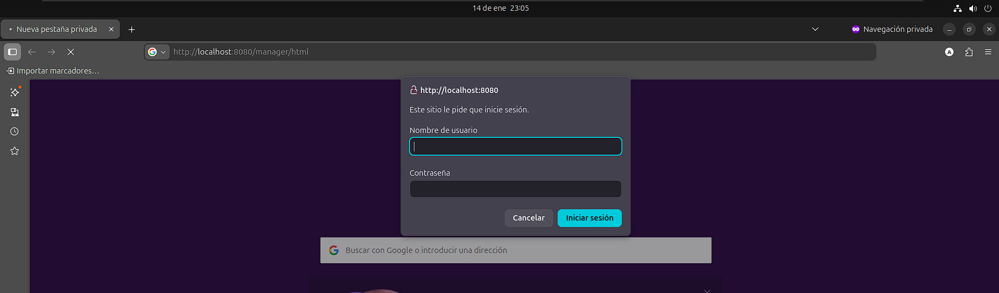 14 de ene 23:05
Nueva pestaña privada
Navegación privada
http://localhost:8080/manager/html
A
Importar marcadores...
http://localhost:8080
Este sitio le pide que inicie sesión.
Nombre de usuario
Contraseña
Cancelar Iniciar sesión
Buscar con Google o introducir una dirección